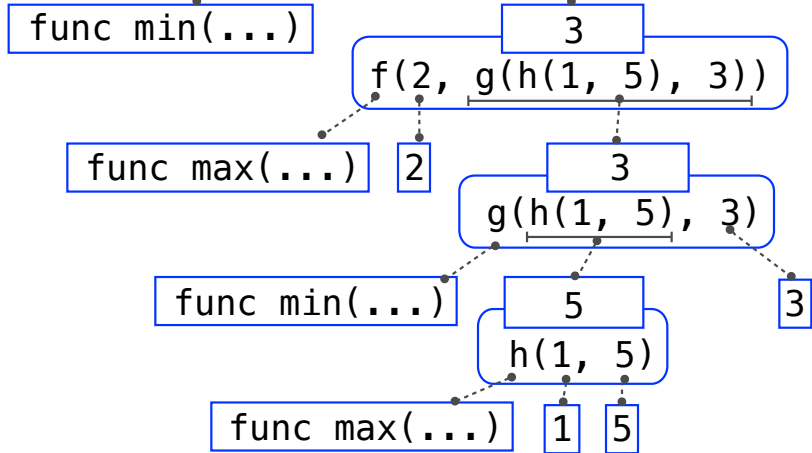 func min(...)
3
f(2, g(h(1, 5), 3))
func max(...)
2
3
g(h(1, 5), 3)
func min(...)
5
3
h(1, 5)
func max(...)
1
5